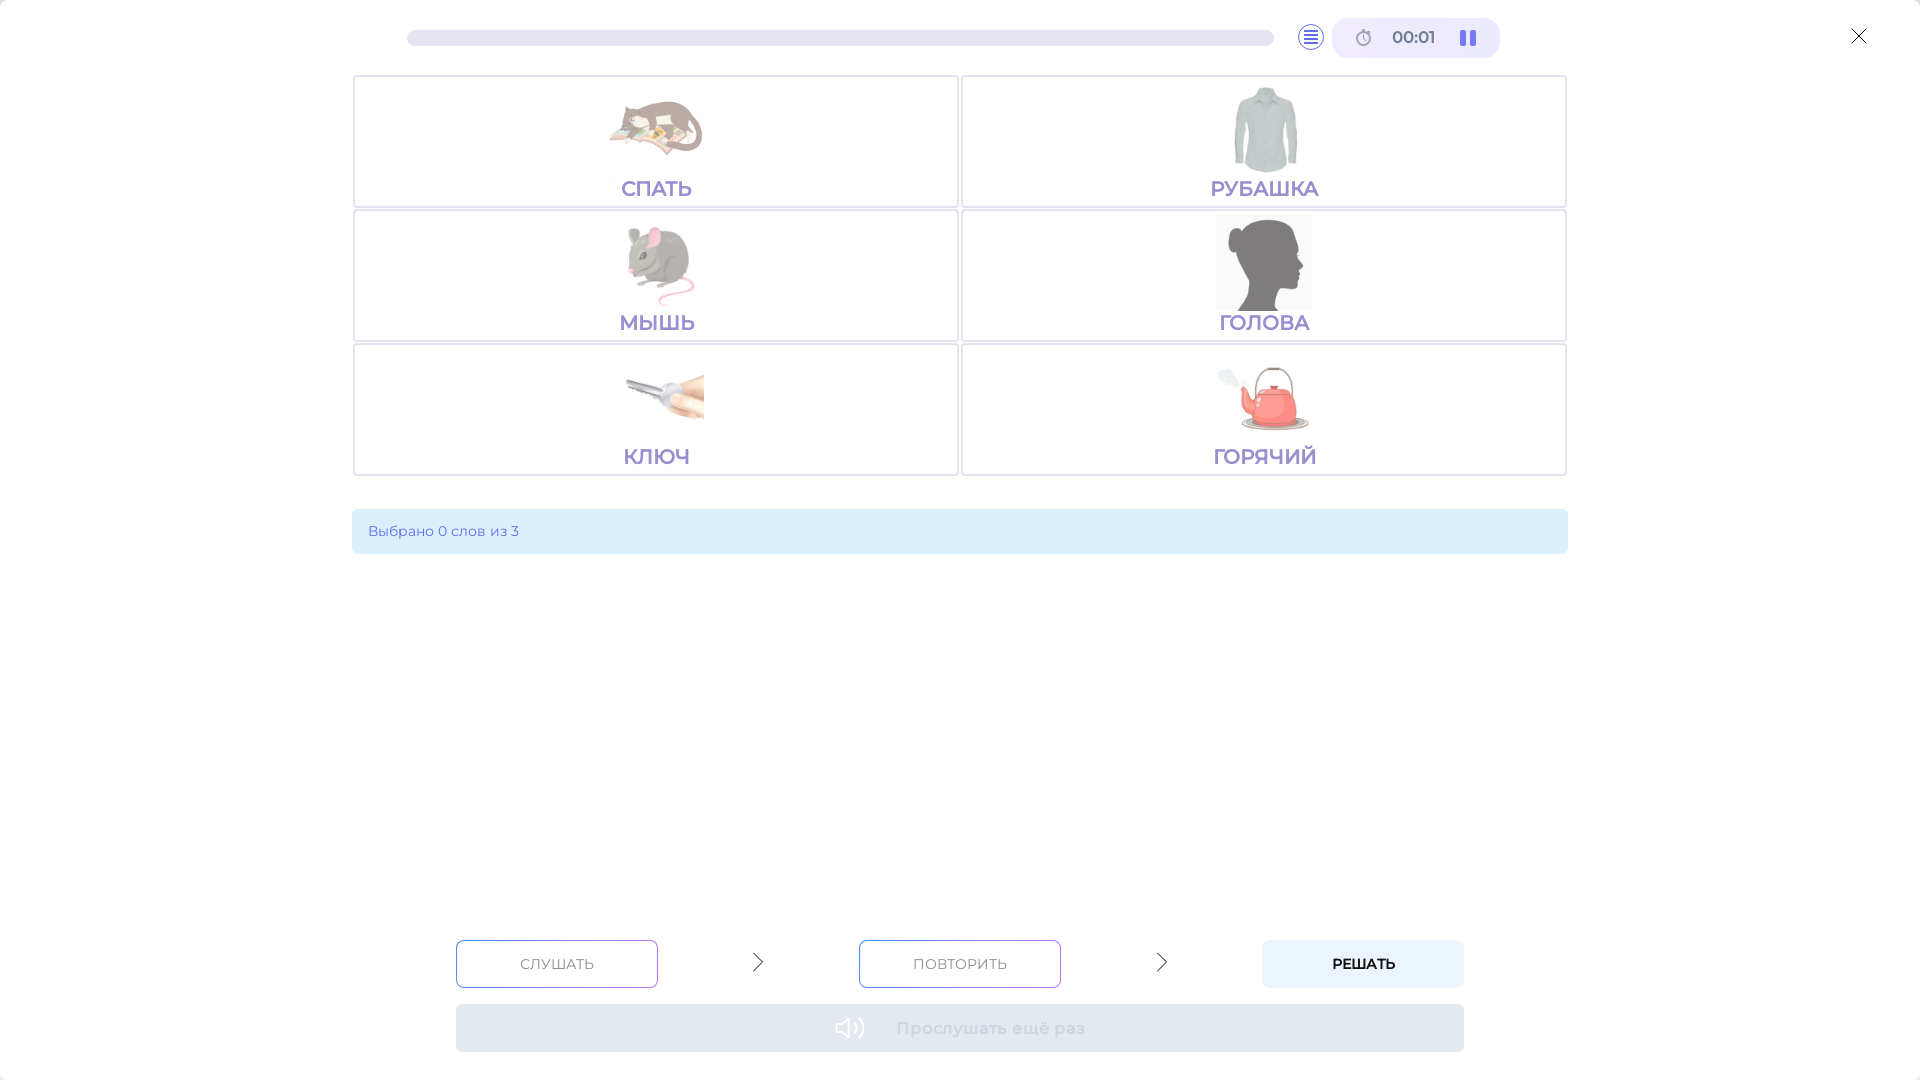 00:01
СПАТЬ
РУБАШКА
МЫШЬ
ГОЛОВА
КЛЮЧ
ГОРЯЧИЙ
Выбрано 0 слов из 3
СЛУШАТЬ
ПОВТОРИТЬ
РЕШАТЬ
Прослушать ещё раз